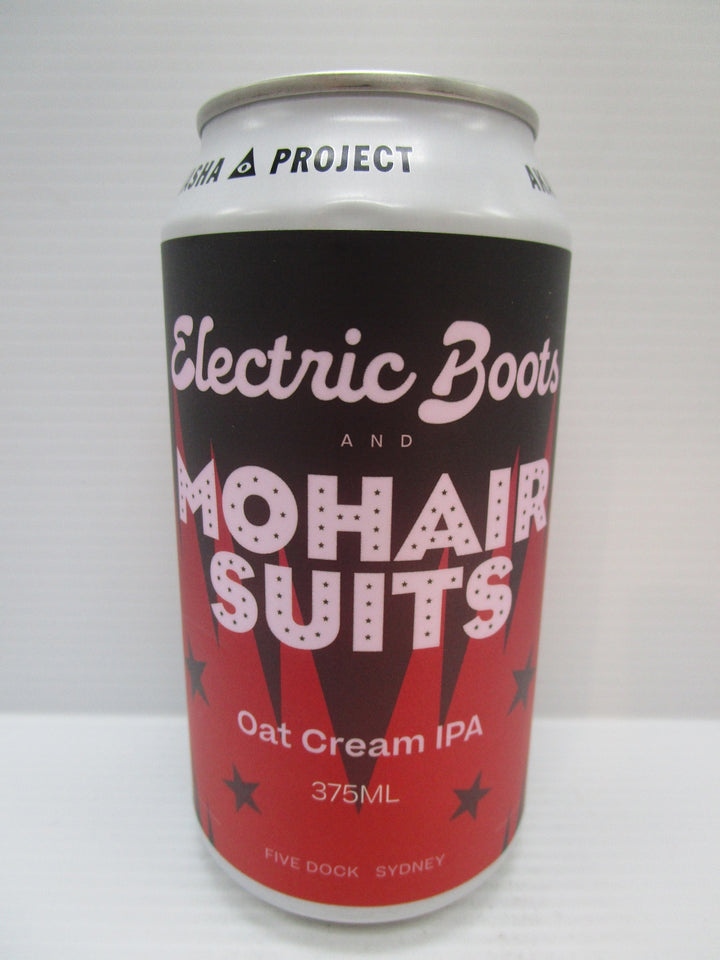 PROJECT
Electric Boots
AND
MOHAIR
SUITS
Oat Cream IPA
375ML
FIVE DOCK SYDNEY